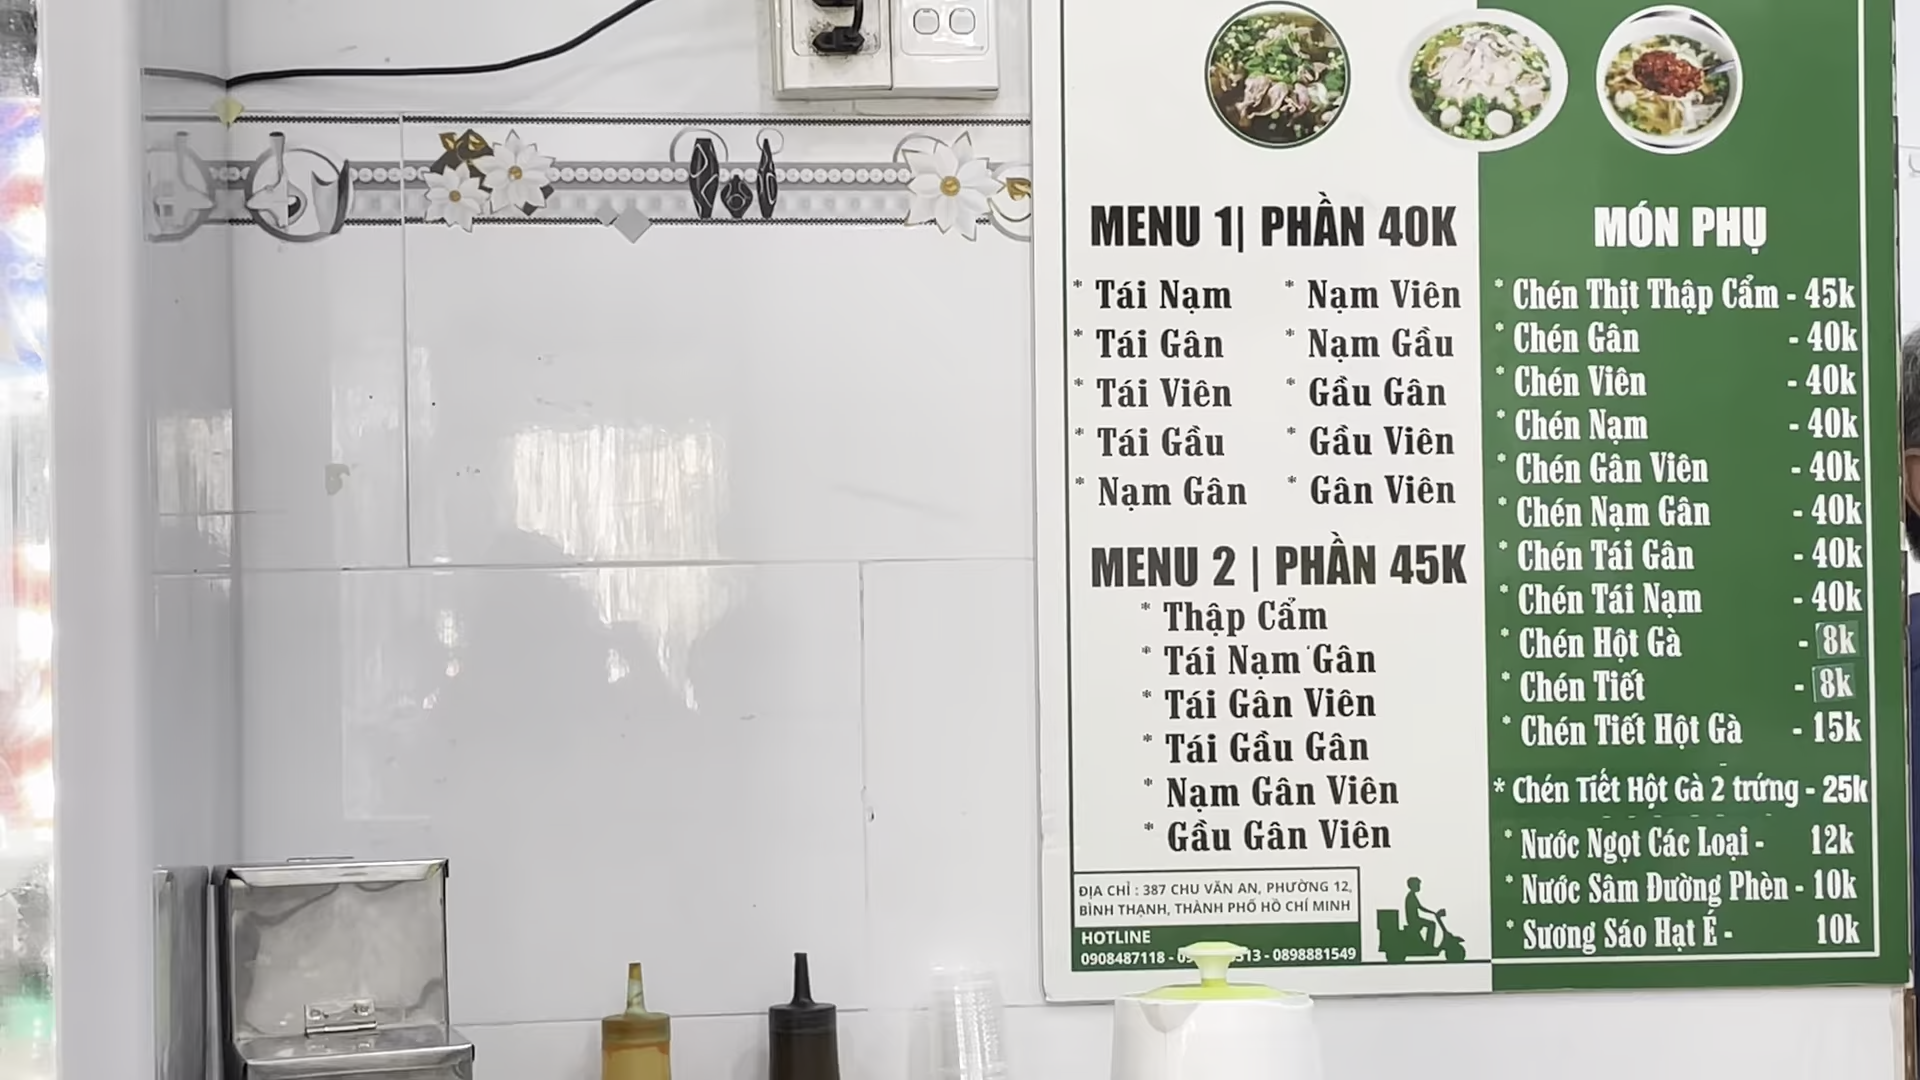 MENU 1| PHẦN 40K
* Tái Nạm
* Tái Gân
* Tái Viên
* Tái Gầu
* Nạm Gân
* Nạm Viên
* Nạm Gầu
* Gầu Gân
* Gầu Viên
* Gân Viên
MENU 2 | PHẦN 45K
* Thập Cẩm
* Tái Nạm Gân
* Tái Gân Viên
* Tái Gầu Gân
* Nạm Gân Viên
* Gầu Gân Viên
ĐỊA CHỈ : 387 CHU VĂN AN, PHƯỜNG 12,
BÌNH THẠNH, THÀNH PHỐ HỒ CHÍ MINH
HOTLINE
0908487118 - 0898881549
MÓN PHỤ
* Chén Thịt Thập Cẩm - 45k
* Chén Gân - 40k
* Chén Viên - 40k
* Chén Nạm - 40k
* Chén Gân Viên - 40k
* Chén Nạm Gân - 40k
* Chén Tái Gân - 40k
* Chén Tái Nạm - 40k
* Chén Hột Gà - 8k
* Chén Tiết - 8k
* Chén Tiết Hột Gà - 15k
* Chén Tiết Hột Gà 2 trứng - 25k
* Nước Ngọt Các Loại - 12k
* Nước Sâm Đường Phèn - 10k
* Sương Sáo Hạt É - 10k